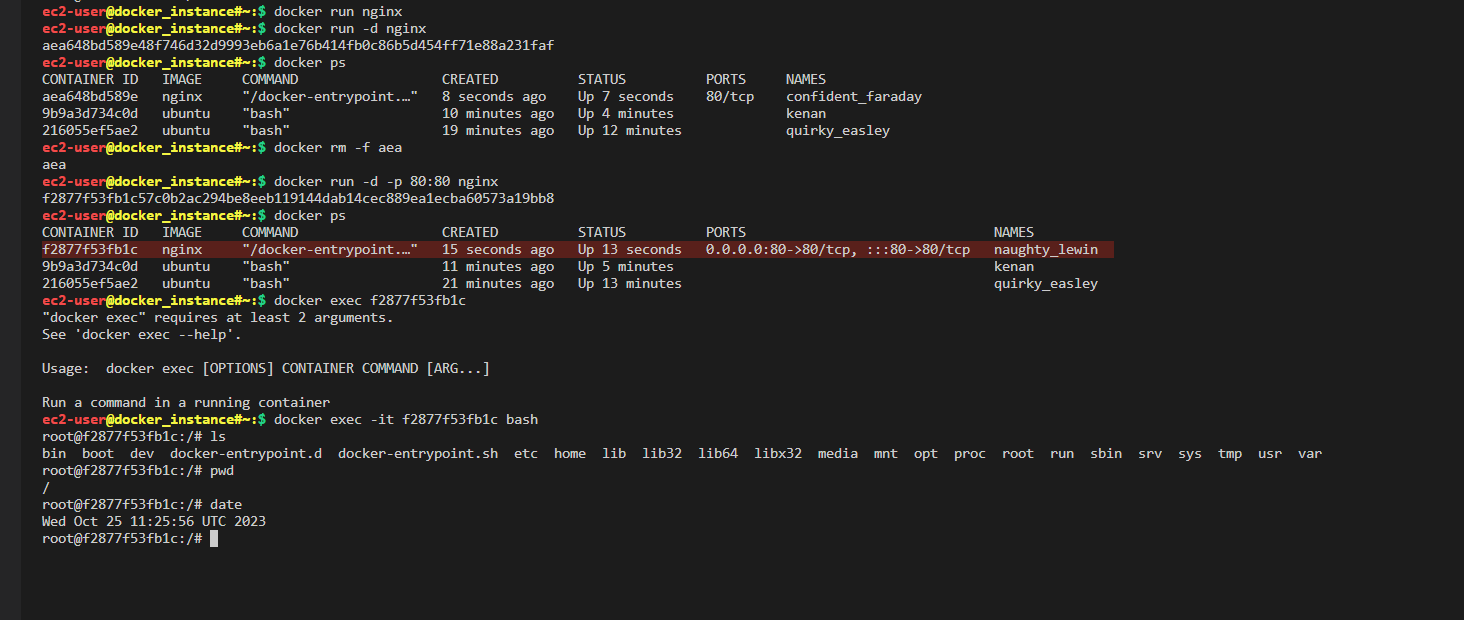 ec2-user@docker_instance#~:$ docker run nginx
ec2-user@docker_instance#~:$ docker run -d nginx
aea648bd589e48f746d32d9993eb6a1e76b414fb0c86b5d454ff71e88a231faf
ec2-user@docker_instance#~:$ docker ps
CONTAINER ID   IMAGE     COMMAND                  CREATED          STATUS          PORTS     NAMES
aea648bd589e   nginx     "/docker-entrypoint.…"   8 seconds ago    Up 7 seconds    80/tcp    confident_faraday
9b9a3d734c0d   ubuntu    "bash"                   10 minutes ago   Up 4 minutes              kenan
216055ef5ae2   ubuntu    "bash"                   19 minutes ago   Up 12 minutes             quirky_easley
ec2-user@docker_instance#~:$ docker rm -f aea
aea
ec2-user@docker_instance#~:$ docker run -d -p 80:80 nginx
f2877f53fb1c57c0b2ac294be8eeb119144dab14cec889ea1ecba60573a19bb8
ec2-user@docker_instance#~:$ docker ps
CONTAINER ID   IMAGE     COMMAND                  CREATED          STATUS          PORTS                               NAMES
f2877f53fb1c   nginx     "/docker-entrypoint.…"   15 seconds ago   Up 13 seconds   0.0.0.0:80->80/tcp, :::80->80/tcp   naughty_lewin
9b9a3d734c0d   ubuntu    "bash"                   11 minutes ago   Up 5 minutes                                        kenan
216055ef5ae2   ubuntu    "bash"                   21 minutes ago   Up 13 minutes                                       quirky_easley
ec2-user@docker_instance#~:$ docker exec f2877f53fb1c
"docker exec" requires at least 2 arguments.
See 'docker exec --help'.
Usage:  docker exec [OPTIONS] CONTAINER COMMAND [ARG...]
Run a command in a running container
ec2-user@docker_instance#~:$ docker exec -it f2877f53fb1c bash
root@f2877f53fb1c:/# ls
bin  boot  dev  docker-entrypoint.d  docker-entrypoint.sh  etc  home  lib  lib32  lib64  libx32  media  mnt  opt  proc  root  run  sbin  srv  sys  tmp  usr  var
root@f2877f53fb1c:/# pwd
/
root@f2877f53fb1c:/# date
Wed Oct 25 11:25:56 UTC 2023
root@f2877f53fb1c:/#